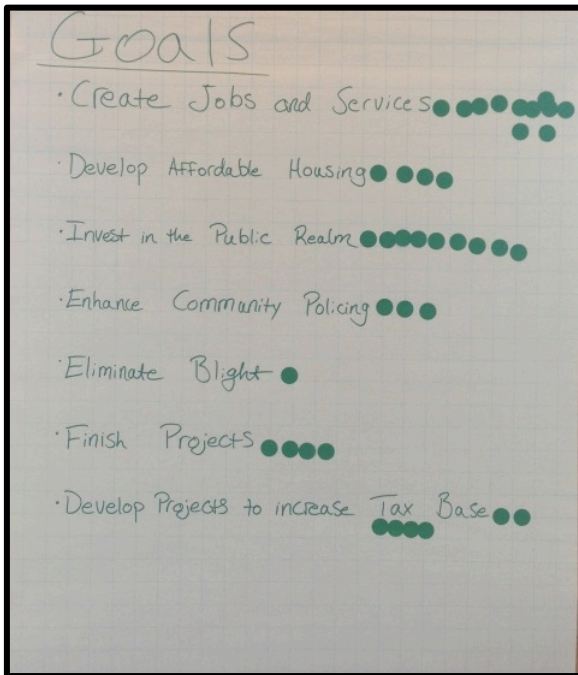 Goals
· Create Jobs and Services
· Develop Affordable Housing
· Invest in the Public Realm
· Enhance Community Policing
· Eliminate Blight
· Finish Projects
· Develop Projects to increase Tax Base